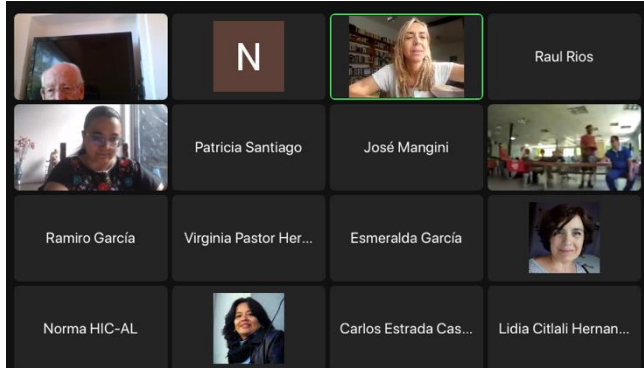 N
Raul Rios
Patricia Santiago
José Mangini
Ramiro García
Virginia Pastor Her...
Esmeralda García
Norma HIC-AL
Carlos Estrada Cas...
Lidia Citlali Hernan...